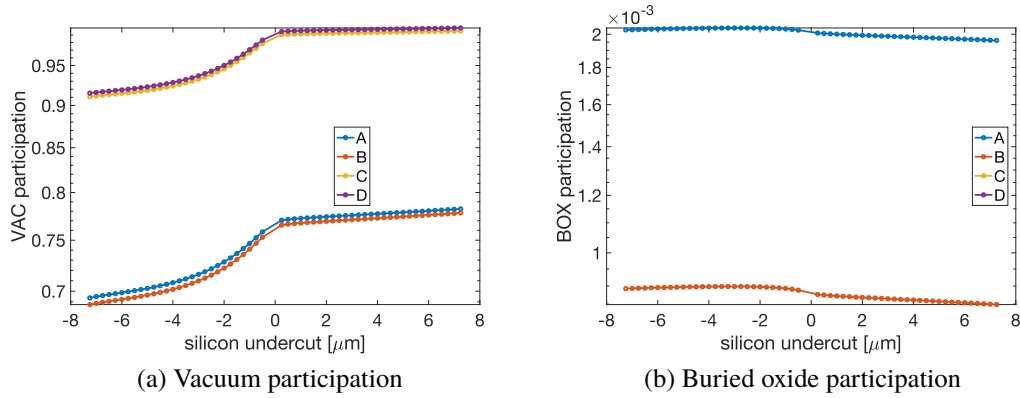 VAC participation
0.95
0.9
0.85
0.8
0.75
0.7
-8 -6 -4 -2 0 2 4 6 8
silicon undercut [μm]
A
B
C
D
(a) Vacuum participation
×10⁻³
BOX participation
2
1.8
1.6
1.4
1.2
1
-8 -6 -4 -2 0 2 4 6 8
silicon undercut [μm]
A
B
C
D
(b) Buried oxide participation